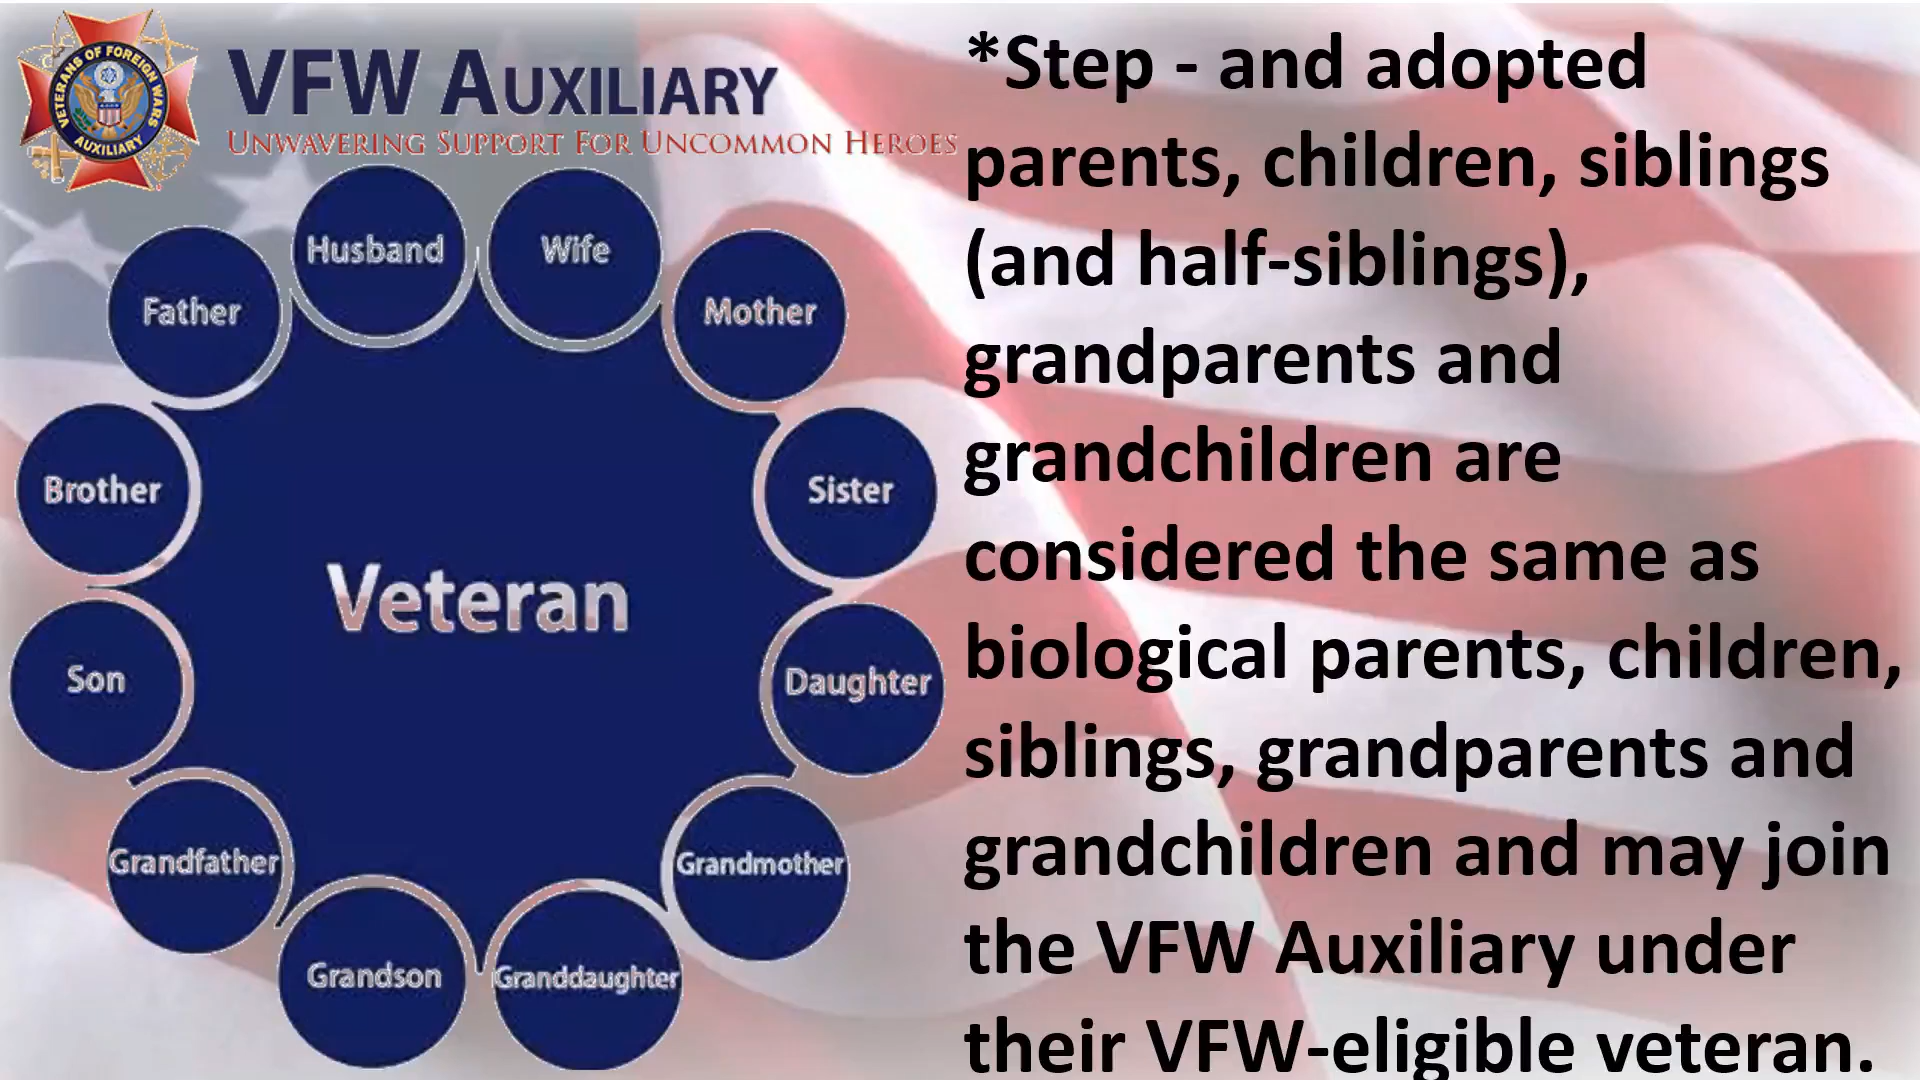 VETERANS OF FOREIGN WARS
AUXILIARY
VFW AUXILIARY
UNWAVERING SUPPORT FOR UNCOMMON HEROES
Husband
Wife
Father
Mother
Brother
Sister
Veteran
Son
Daughter
Grandfather
Grandmother
Grandson
Granddaughter
*Step - and adopted
parents, children, siblings
(and half-siblings),
grandparents and
grandchildren are
considered the same as
biological parents, children,
siblings, grandparents and
grandchildren and may join
the VFW Auxiliary under
their VFW-eligible veteran.